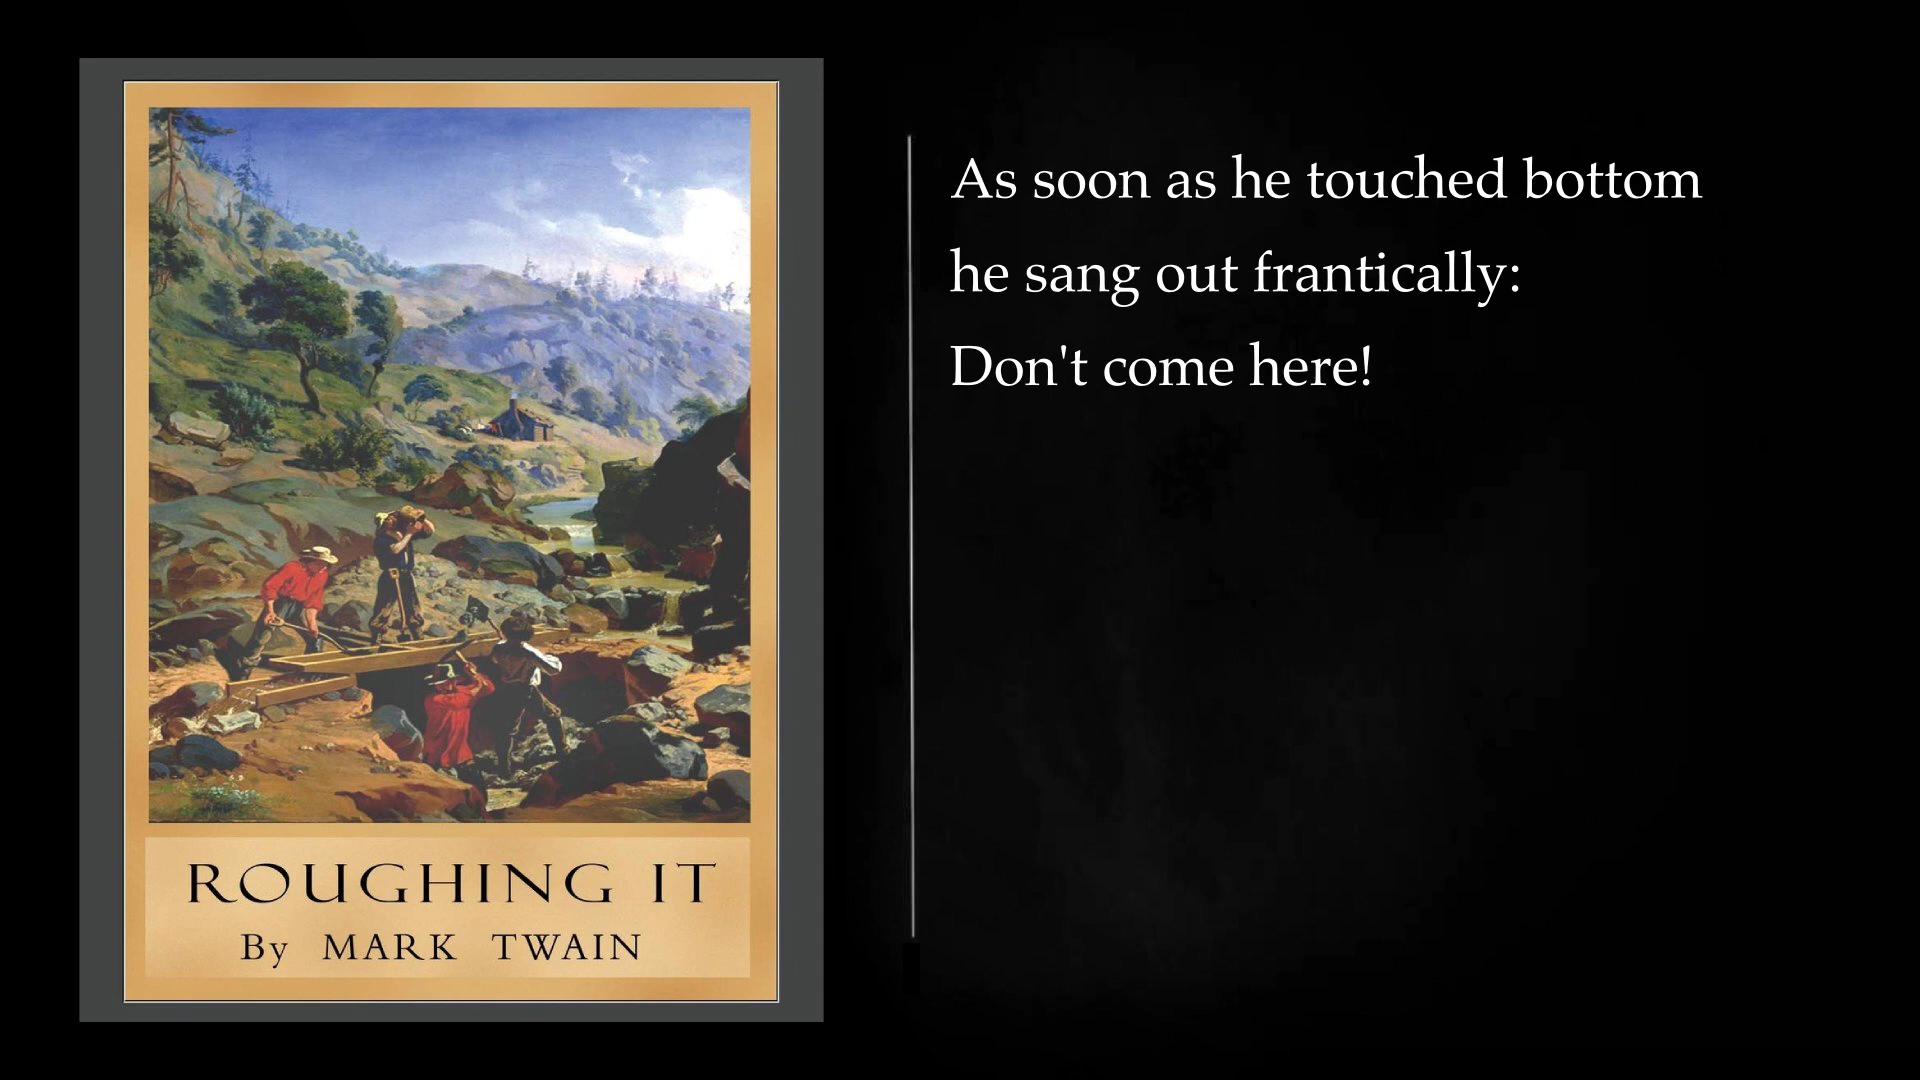 ROUGHING IT
By MARK TWAIN
As soon as he touched bottom
he sang out frantically:
Don't come here!